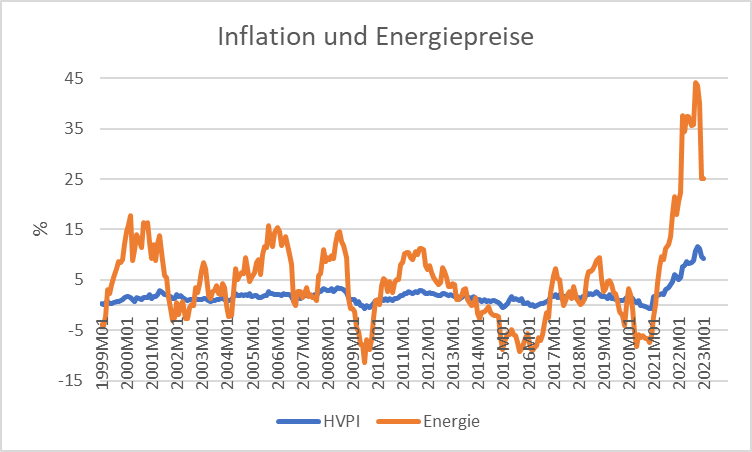 Inflation und Energiepreise
45
35
25
15
5
-5
-15
%
1999M01
2000M01
2001M01
2002M01
2003M01
2004M01
2005M01
2006M01
2007M01
2008M01
2009M01
2010M01
2011M01
2012M01
2013M01
2014M01
2015M01
2016M01
2017M01
2018M01
2019M01
2020M01
2021M01
2022M01
2023M01
HVPI Energie